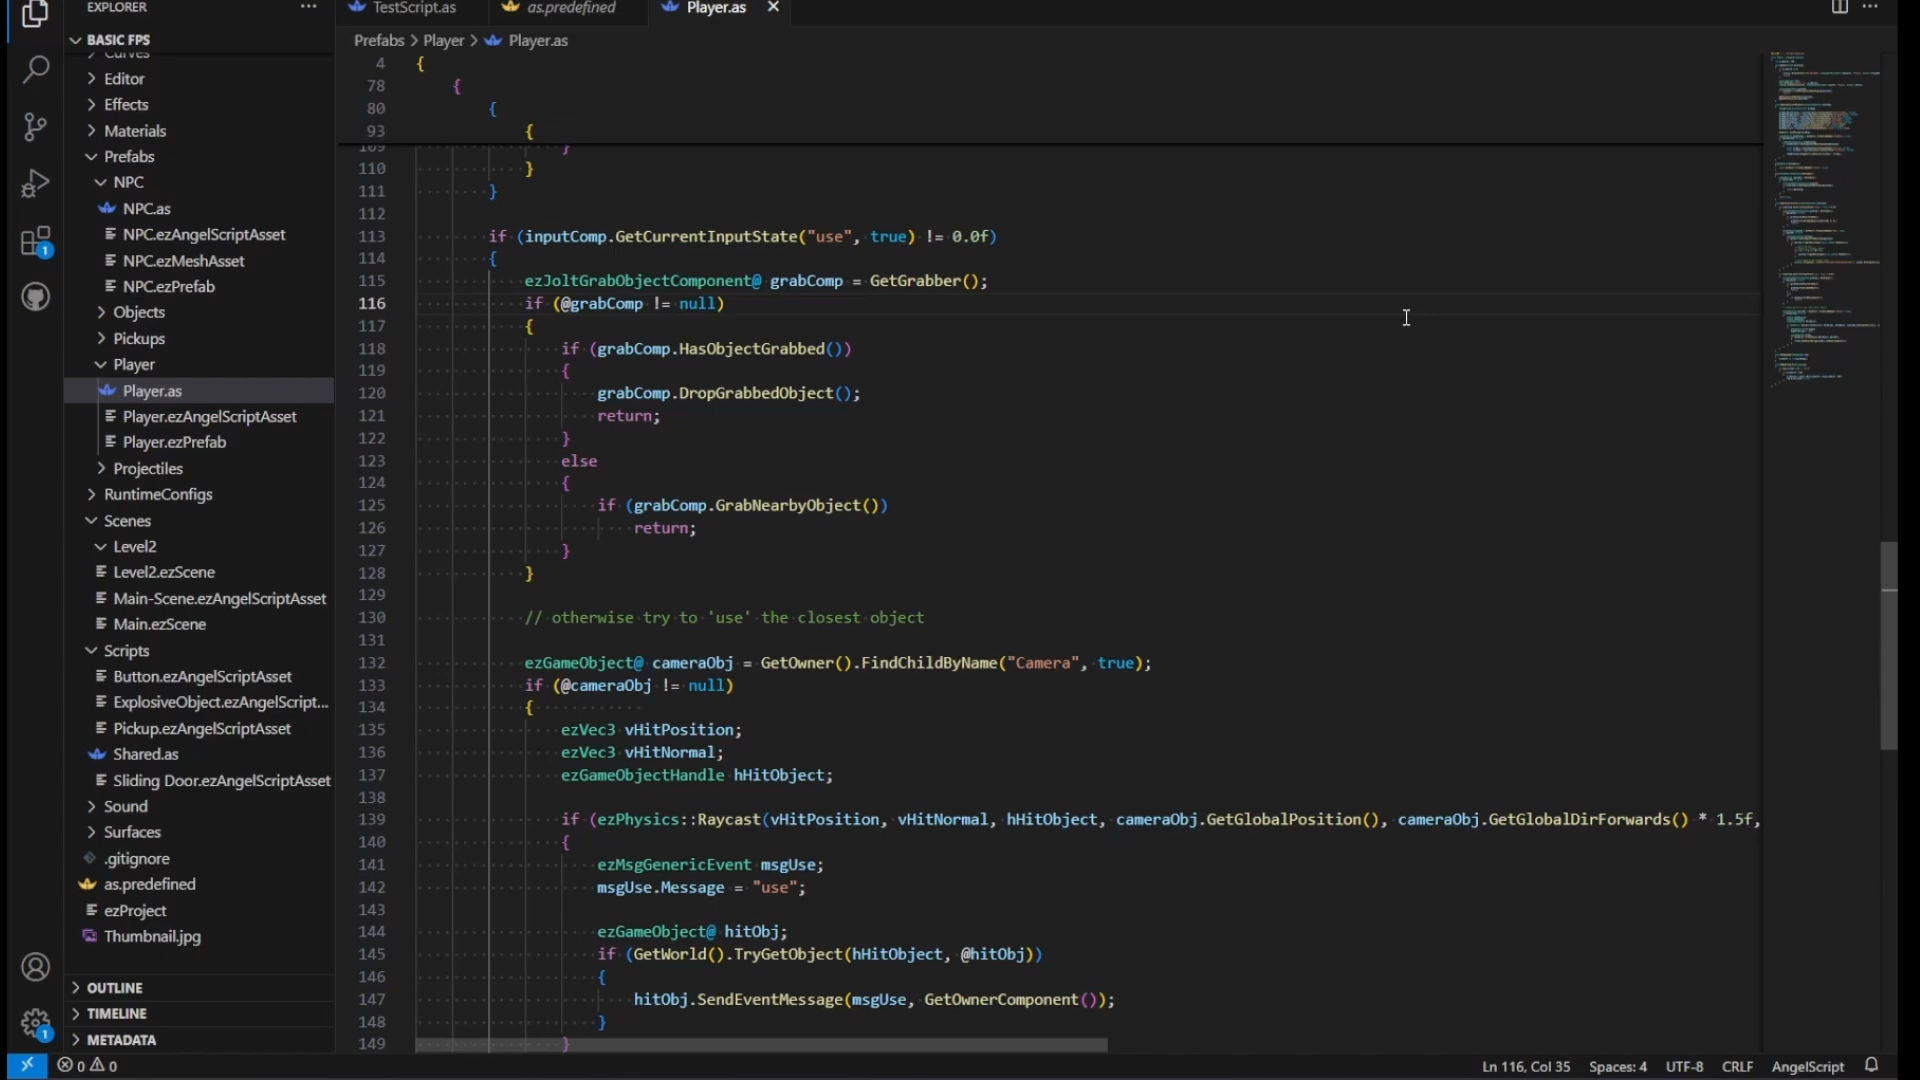 EXPLORER
BASIC FPS
Curves
Editor
Effects
Materials
Prefabs
NPC
NPC.as
NPC.ezAngelScriptAsset
NPC.ezMeshAsset
NPC.ezPrefab
Objects
Pickups
Player
Player.as
Player.ezAngelScriptAsset
Player.ezPrefab
Projectiles
RuntimeConfigs
Scenes
Level2
Level2.ezScene
Main-Scene.ezAngelScriptAsset
Main.ezScene
Scripts
Button.ezAngelScriptAsset
ExplosiveObject.ezAngelScript...
Pickup.ezAngelScriptAsset
Shared.as
Sliding Door.ezAngelScriptAsset
Sound
Surfaces
.gitignore
as.predefined
ezProject
Thumbnail.jpg
OUTLINE
TIMELINE
METADATA
1
1
TestScript.as as.predefined Player.as
Prefabs > Player > Player.as
4 {
78 {
80 {
93 {
109 }
110 }
111 }
112
113 if (inputComp.GetCurrentInputState("use", true) != 0.0f)
114 {
115 ezJoltGrabObjectComponent@ grabComp = GetGrabber();
116 if (@grabComp != null)
117 {
118 if (grabComp.HasObjectGrabbed())
119 {
120 grabComp.DropGrabbedObject();
121 return;
122 }
123 else
124 {
125 if (grabComp.GrabNearbyObject())
126 return;
127 }
128 }
129
130 // otherwise try to 'use' the closest object
131
132 ezGameObject@ cameraObj = GetOwner().FindChildByName("Camera", true);
133 if (@cameraObj != null)
134 {
135 ezVec3 vHitPosition;
136 ezVec3 vHitNormal;
137 ezGameObjectHandle hHitObject;
138
139 if (ezPhysics::Raycast(vHitPosition, vHitNormal, hHitObject, cameraObj.GetGlobalPosition(), cameraObj.GetGlobalDirForwards() * 1.5f,
140 {
141 ezMsgGenericEvent msgUse;
142 msgUse.Message = "use";
143
144 ezGameObject@ hitObj;
145 if (GetWorld().TryGetObject(hHitObject, @hitObj))
146 {
147 hitObj.SendEventMessage(msgUse, GetOwnerComponent());
148 }
149 }
0 0 Ln 116, Col 35 Spaces: 4 UTF-8 CRLF AngelScript